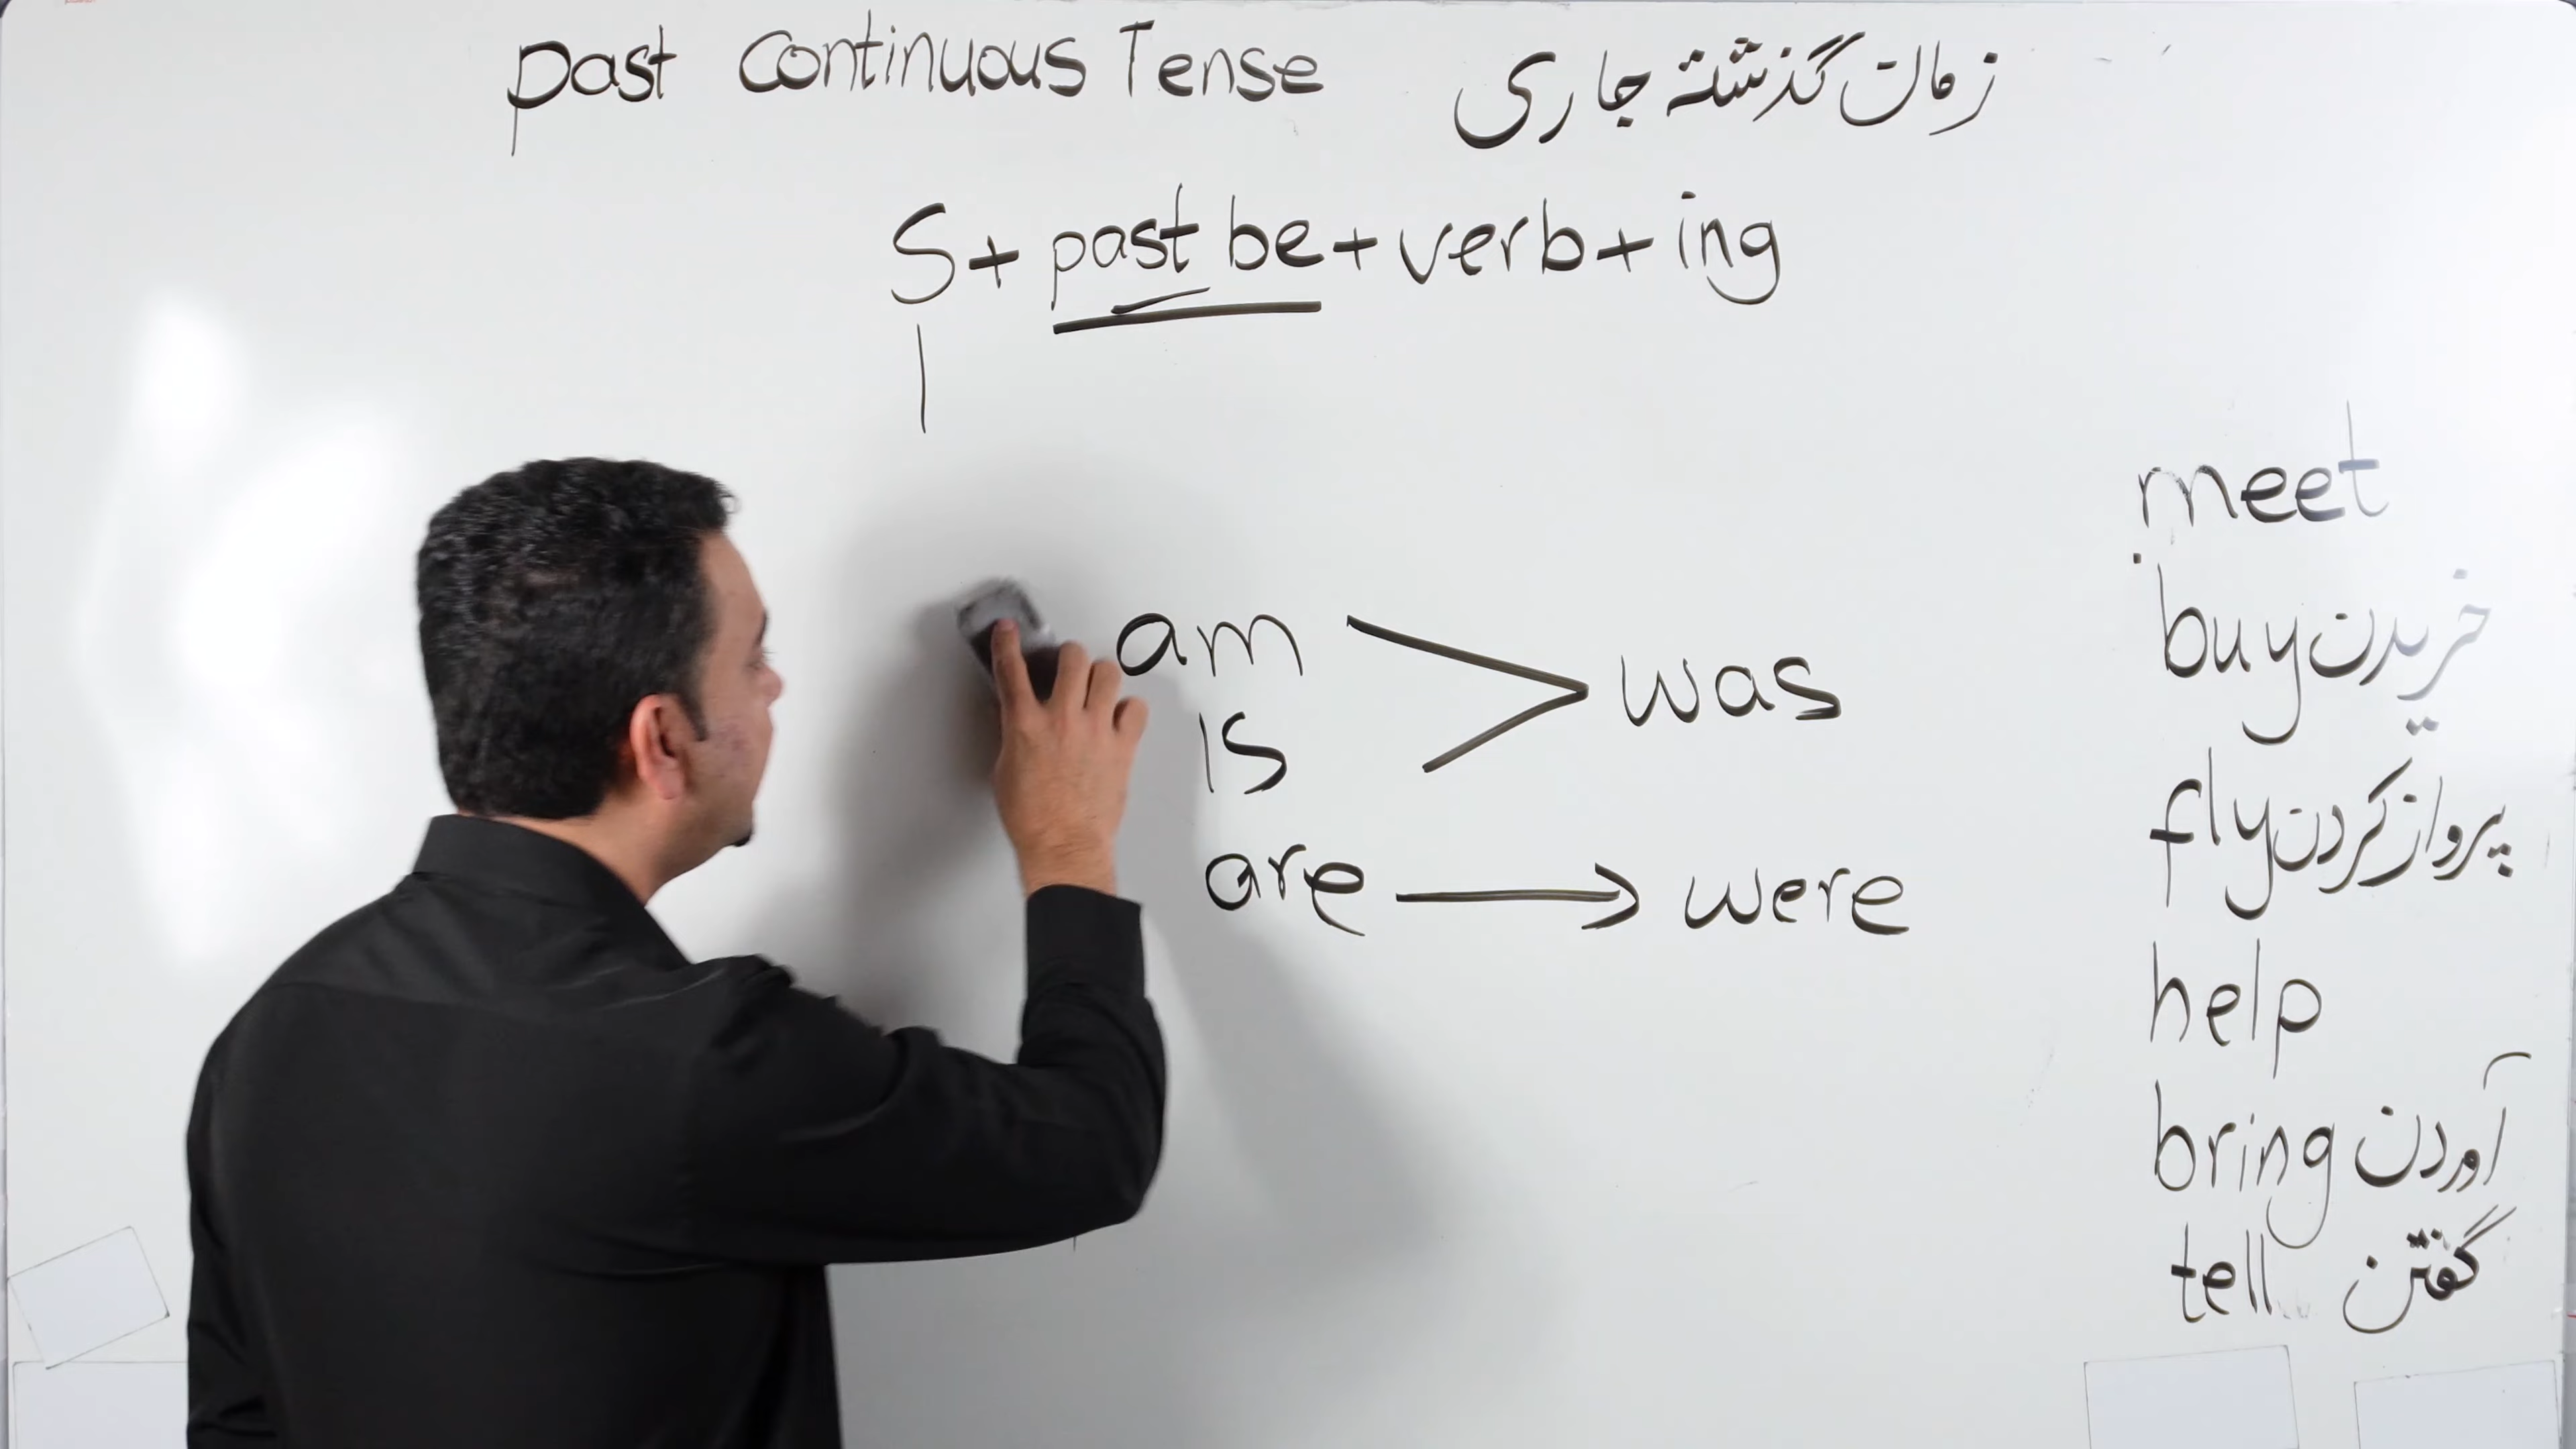 Past Continuous Tense زمان گذشته جاری
S + past be + verb + ing
I
am
is
was
are → were
meet
buy خریدن
fly پرواز کردن
help
bring آوردن
tell گفتن